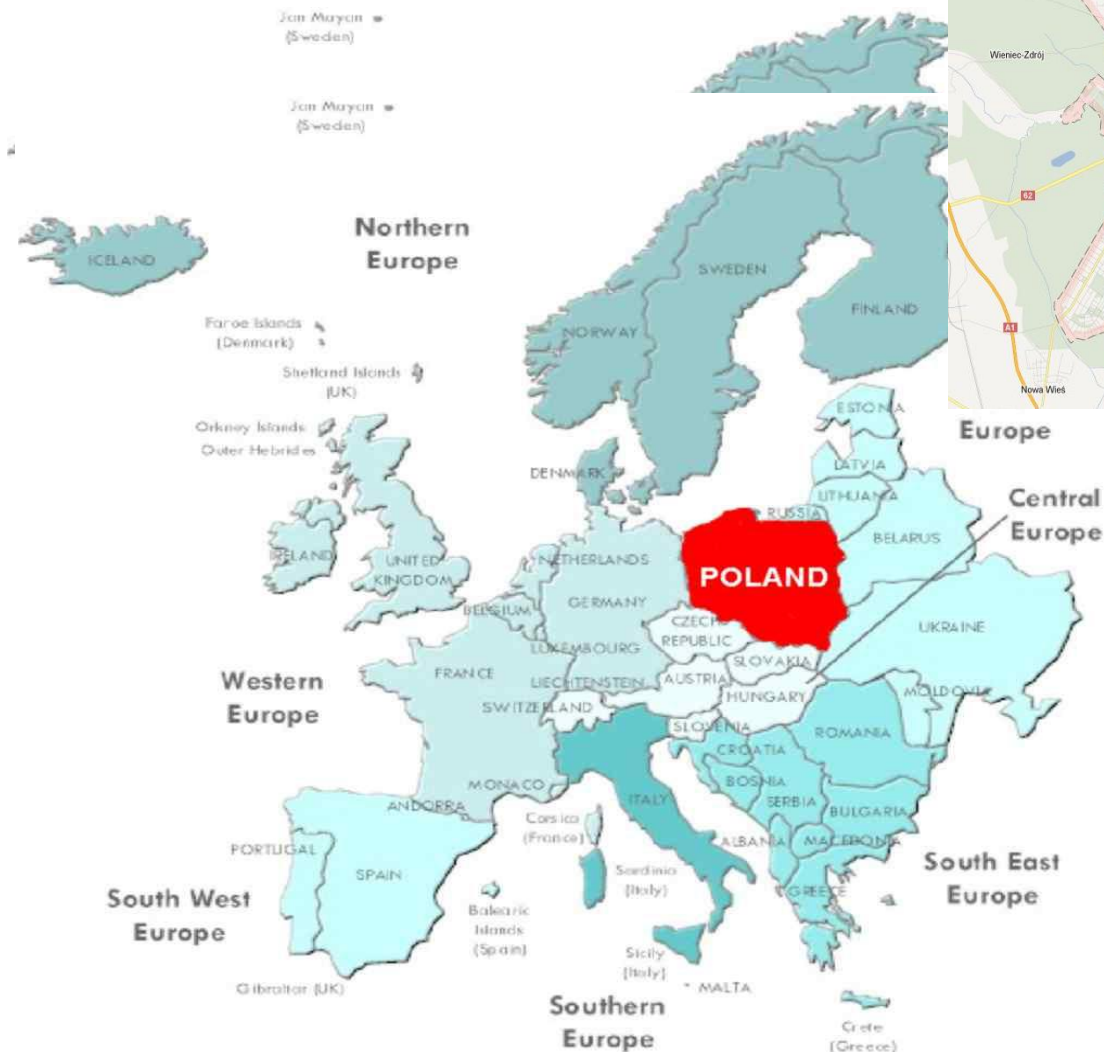 Jan Mayan
(Sweden)
Wieniec-Zdrój
Jan Mayan
(Sweden)
62
Northern
Europe
ICELAND
SWEDEN
FINLAND
Faroe Islands
(Denmark)
NORWAY
A1
Shetland Islands
(UK)
Nowa Wieś
ESTONIA
Orkney Islands
Outer Hebrides
Europe
DENMARK
LATVIA
LITHUANIA
Central
Europe
RUSSIA
BELARUS
IRELAND
UNITED
KINGDOM
NETHERLANDS
POLAND
GERMANY
BELGIUM
CZECH
REPUBLIC
UKRAINE
LUXEMBOURG
SLOVAKIA
FRANCE
Western
Europe
LIECHTENSTEIN
AUSTRIA
HUNGARY
MOLDOVIA
SWITZERLAND
SLOVENIA
ROMANIA
CROATIA
MONACO
BOSNIA
ITALY
SERBIA
ANDORRA
BULGARIA
Corsica
(France)
ALBANIA
MACEDONIA
PORTUGAL
SPAIN
Sardinia
(Italy)
GREECE
South East
Europe
South West
Europe
Balearic
Islands
(Spain)
Sicily
(Italy)
Gibraltar (UK)
MALTA
Southern
Europe
Crete
(Greece)